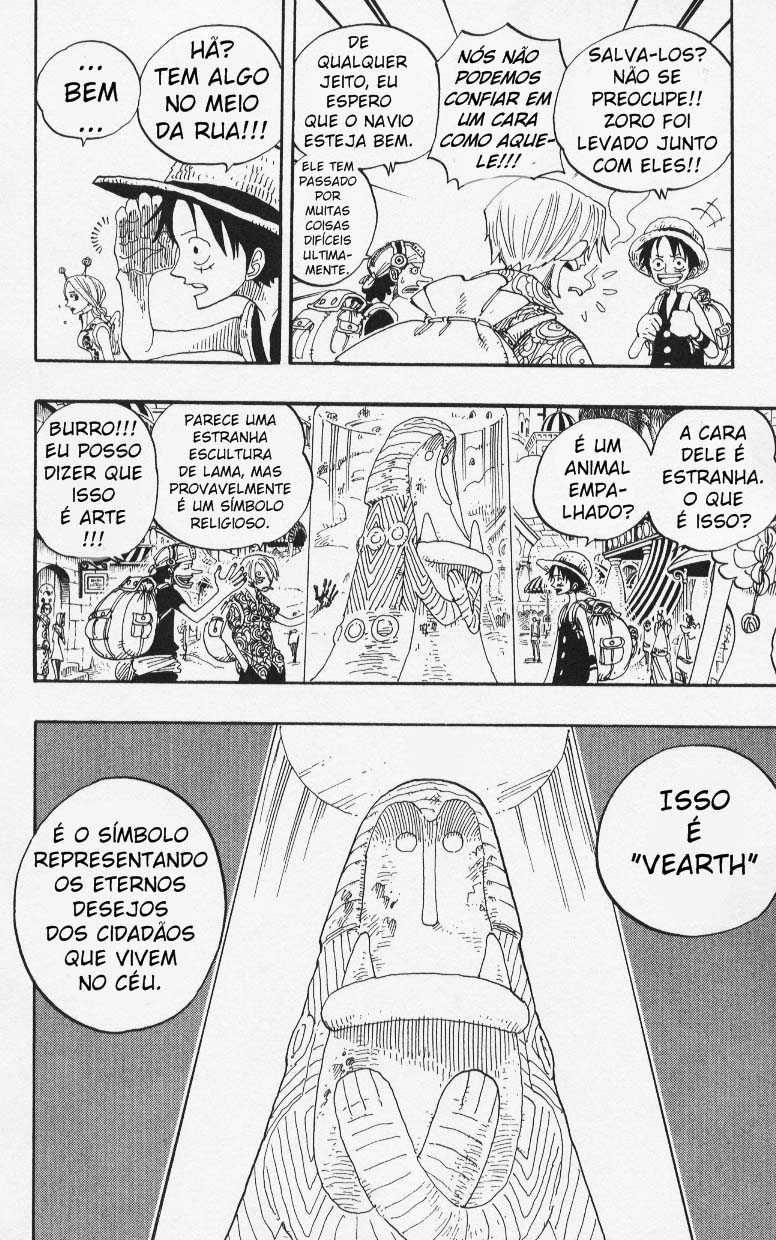 SALVA-LOS?
NÃO SE
PREOCUPE!!
ZORO FOI
LEVADO JUNTO
COM ELES!!
NÓS NÃO
PODEMOS
CONFIAR EM
UM CARA
COMO AQUE-
LE!!!
DE
QUALQUER
JEITO, EU
ESPERO
QUE O NAVIO
ESTEJA BEM.
ELE TEM
PASSADO
POR
MUITAS
COISAS
DIFÍCEIS
ULTIMA-
MENTE.
HÃ?
TEM ALGO
NO MEIO
DA RUA!!!
...
BEM
...
A CARA
DELE É
ESTRANHA.
O QUE
É ISSO?
É UM
ANIMAL
EMPA-
LHADO?
PARECE UMA
ESTRANHA
ESCULTURA
DE LAMA, MAS
PROVAVELMENTE
É UM SÍMBOLO
RELIGIOSO.
BURRO!!!
EU POSSO
DIZER QUE
ISSO
É ARTE
!!!
ISSO
É
"VEARTH"
É O SÍMBOLO
REPRESENTANDO
OS ETERNOS
DESEJOS
DOS CIDADÃOS
QUE VIVEM
NO CÉU.